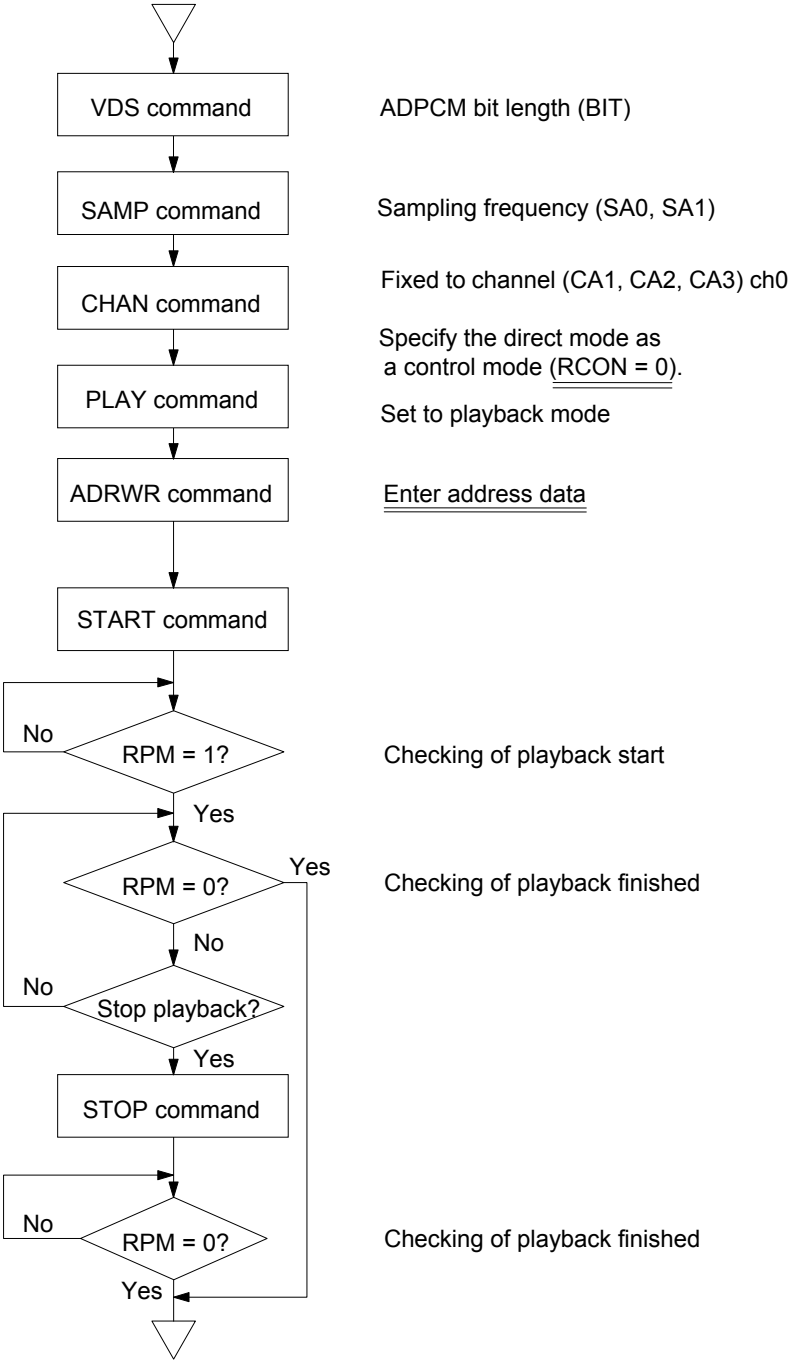 VDS command
ADPCM bit length (BIT)
SAMP command
Sampling frequency (SA0, SA1)
CHAN command
Fixed to channel (CA1, CA2, CA3) ch0
Specify the direct mode as
a control mode (RCON = 0).
PLAY command
Set to playback mode
ADRWR command
Enter address data
START command
No
RPM = 1?
Checking of playback start
Yes
RPM = 0?
Yes
Checking of playback finished
No
No
Stop playback?
Yes
STOP command
No
RPM = 0?
Checking of playback finished
Yes